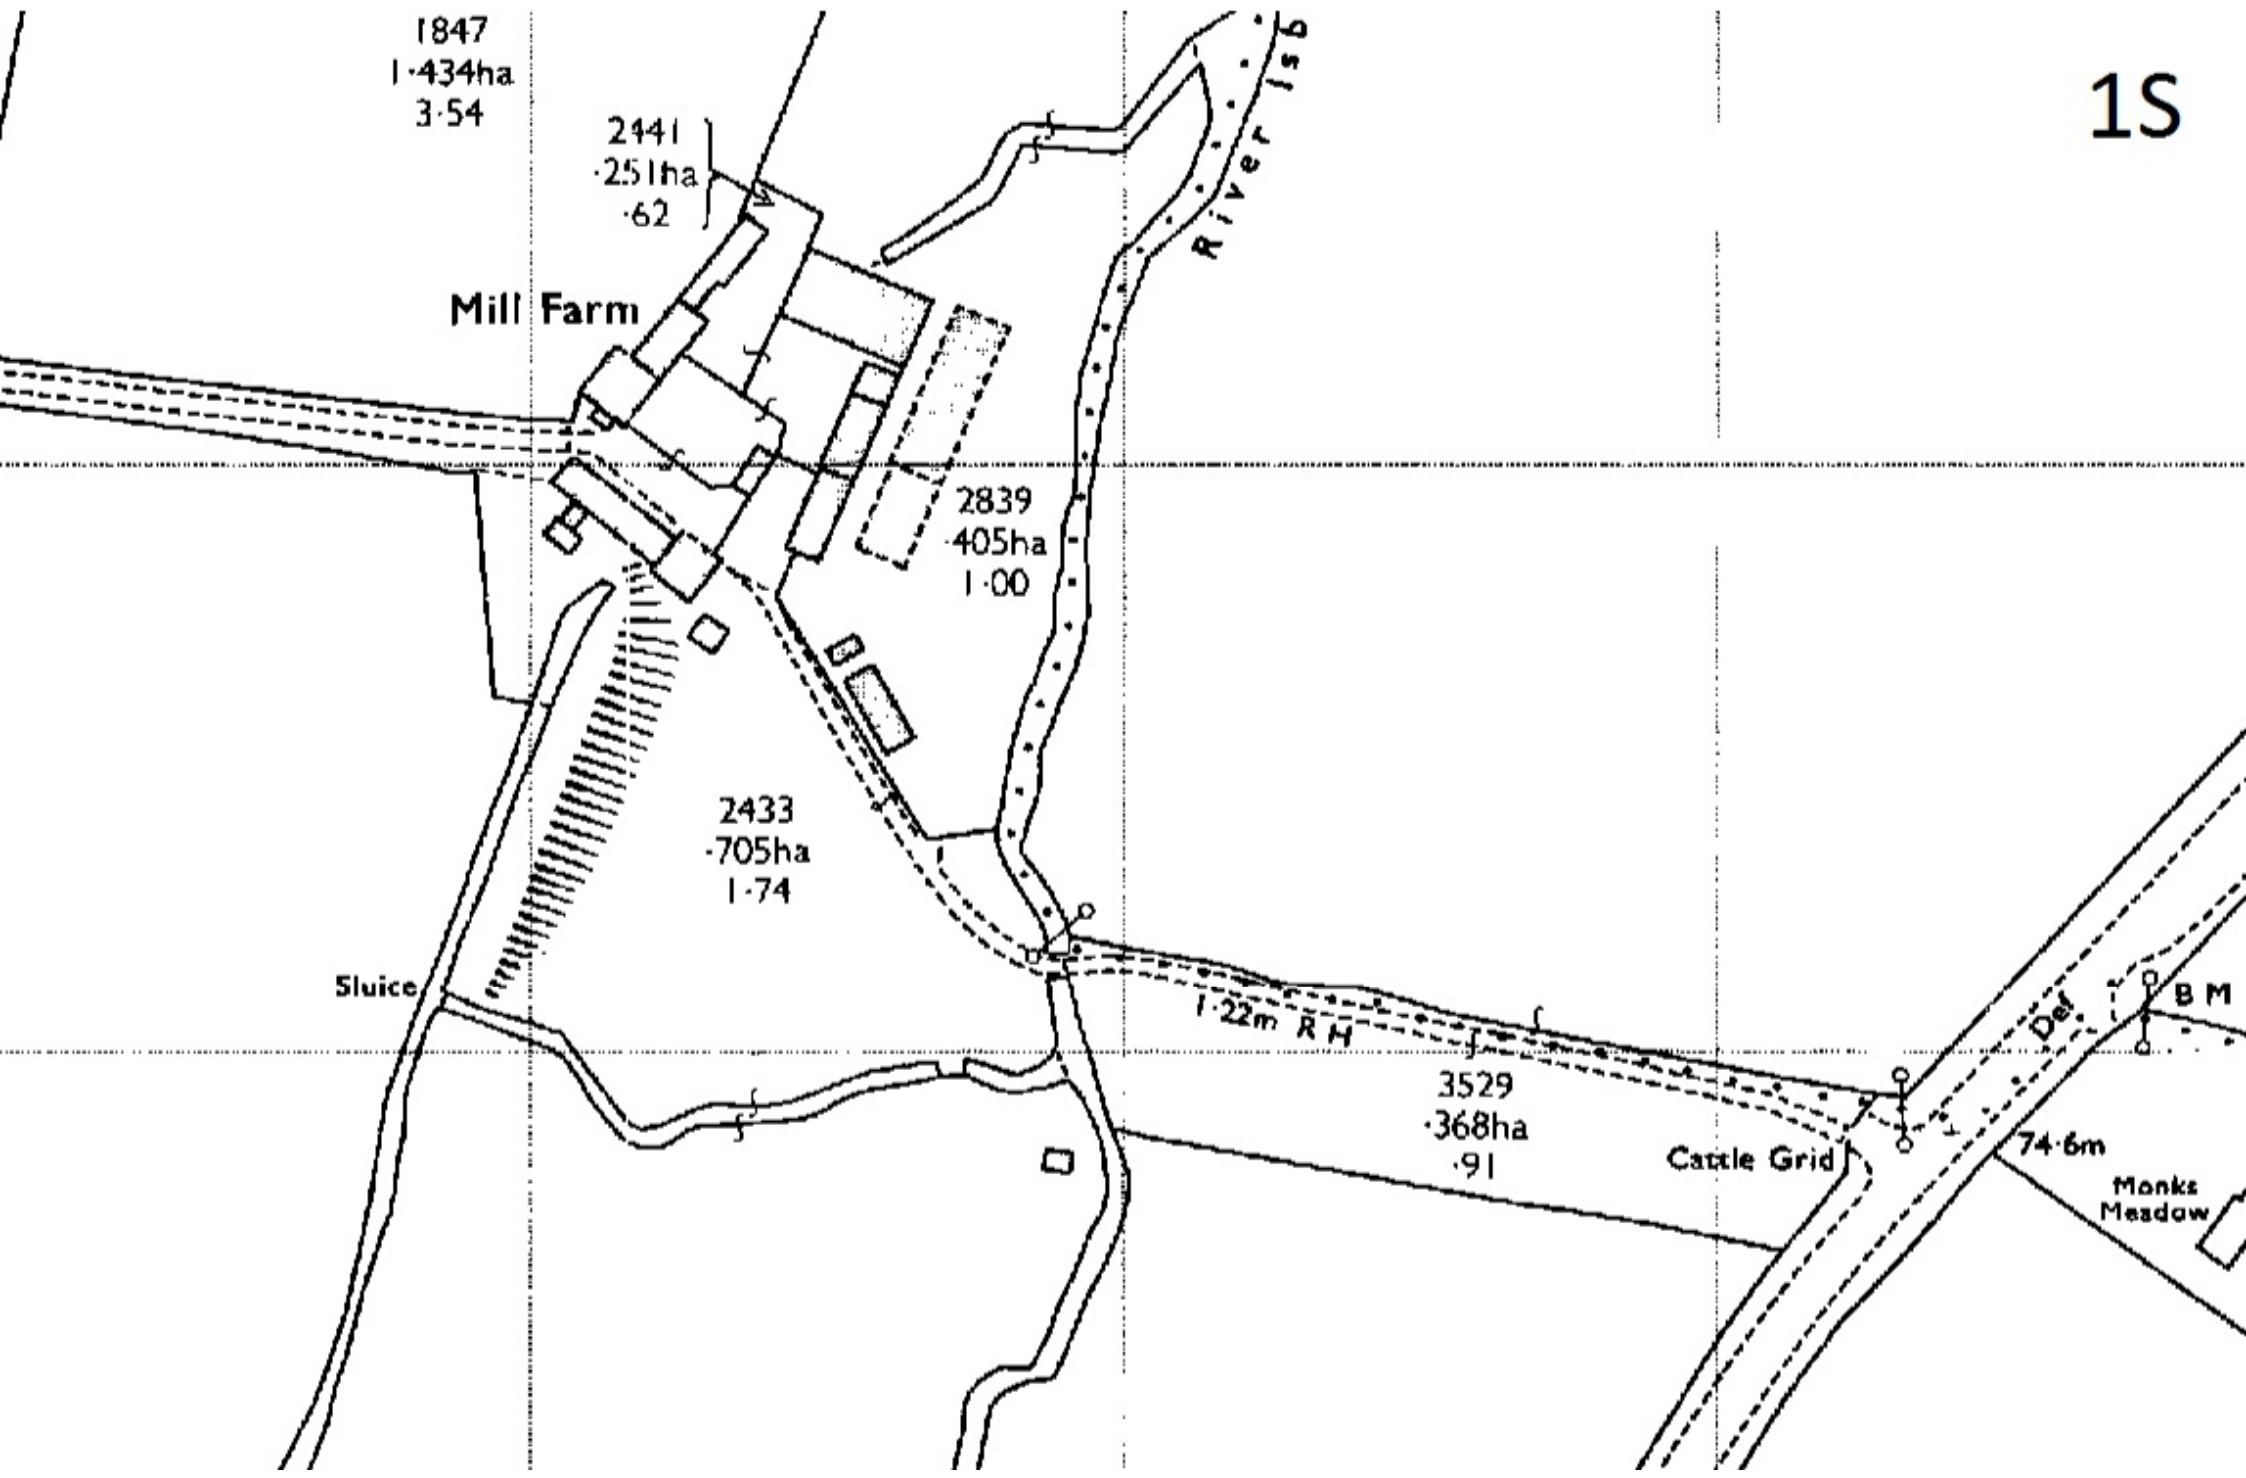 1847
1·434ha
3·54
1S
2441
·251ha
·62
River Isb
Mill Farm
2839
·405ha
1·00
2433
·705ha
1·74
Sluice
1·22m R H
Def
B M
3529
·368ha
·91
74·6m
Cattle Grid
Monks
Meadow